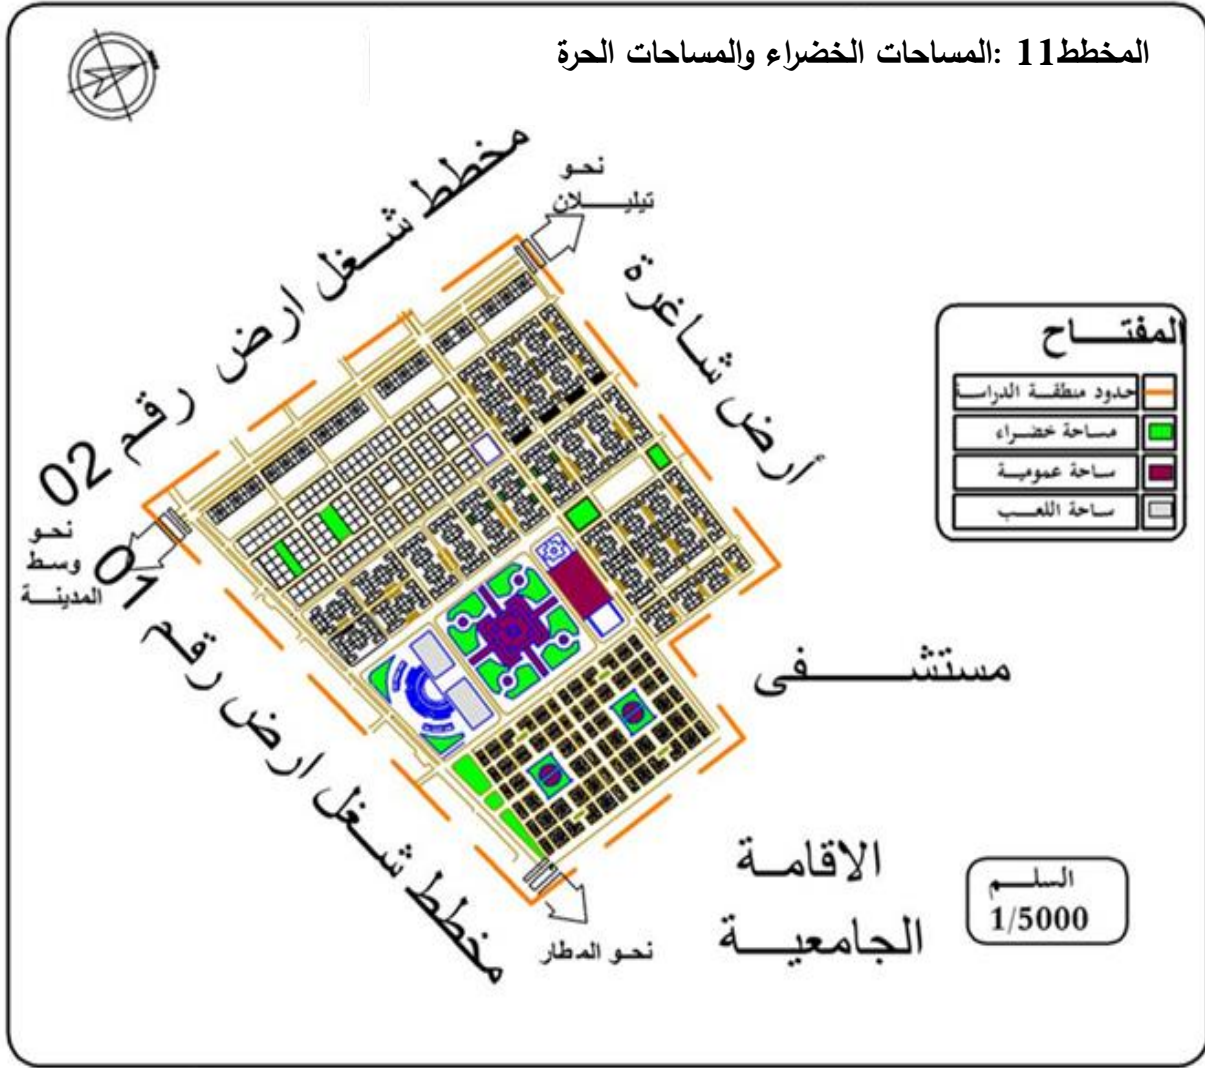 المخطط11 :المساحات الخضراء والمساحات الحرة
نحو
تيليلان
مخطط شغل ارض رقم 02
أرض شاغرة
المفتاح
حدود منطقة الدراسة
مساحة خضراء
ساحة عمومية
ساحة اللعب
نحو
وسط
المدينة
مخطط شغل ارض رقم 01
مستشفى
الاقامة
الجامعية
السلم
1/5000
نحو المطار